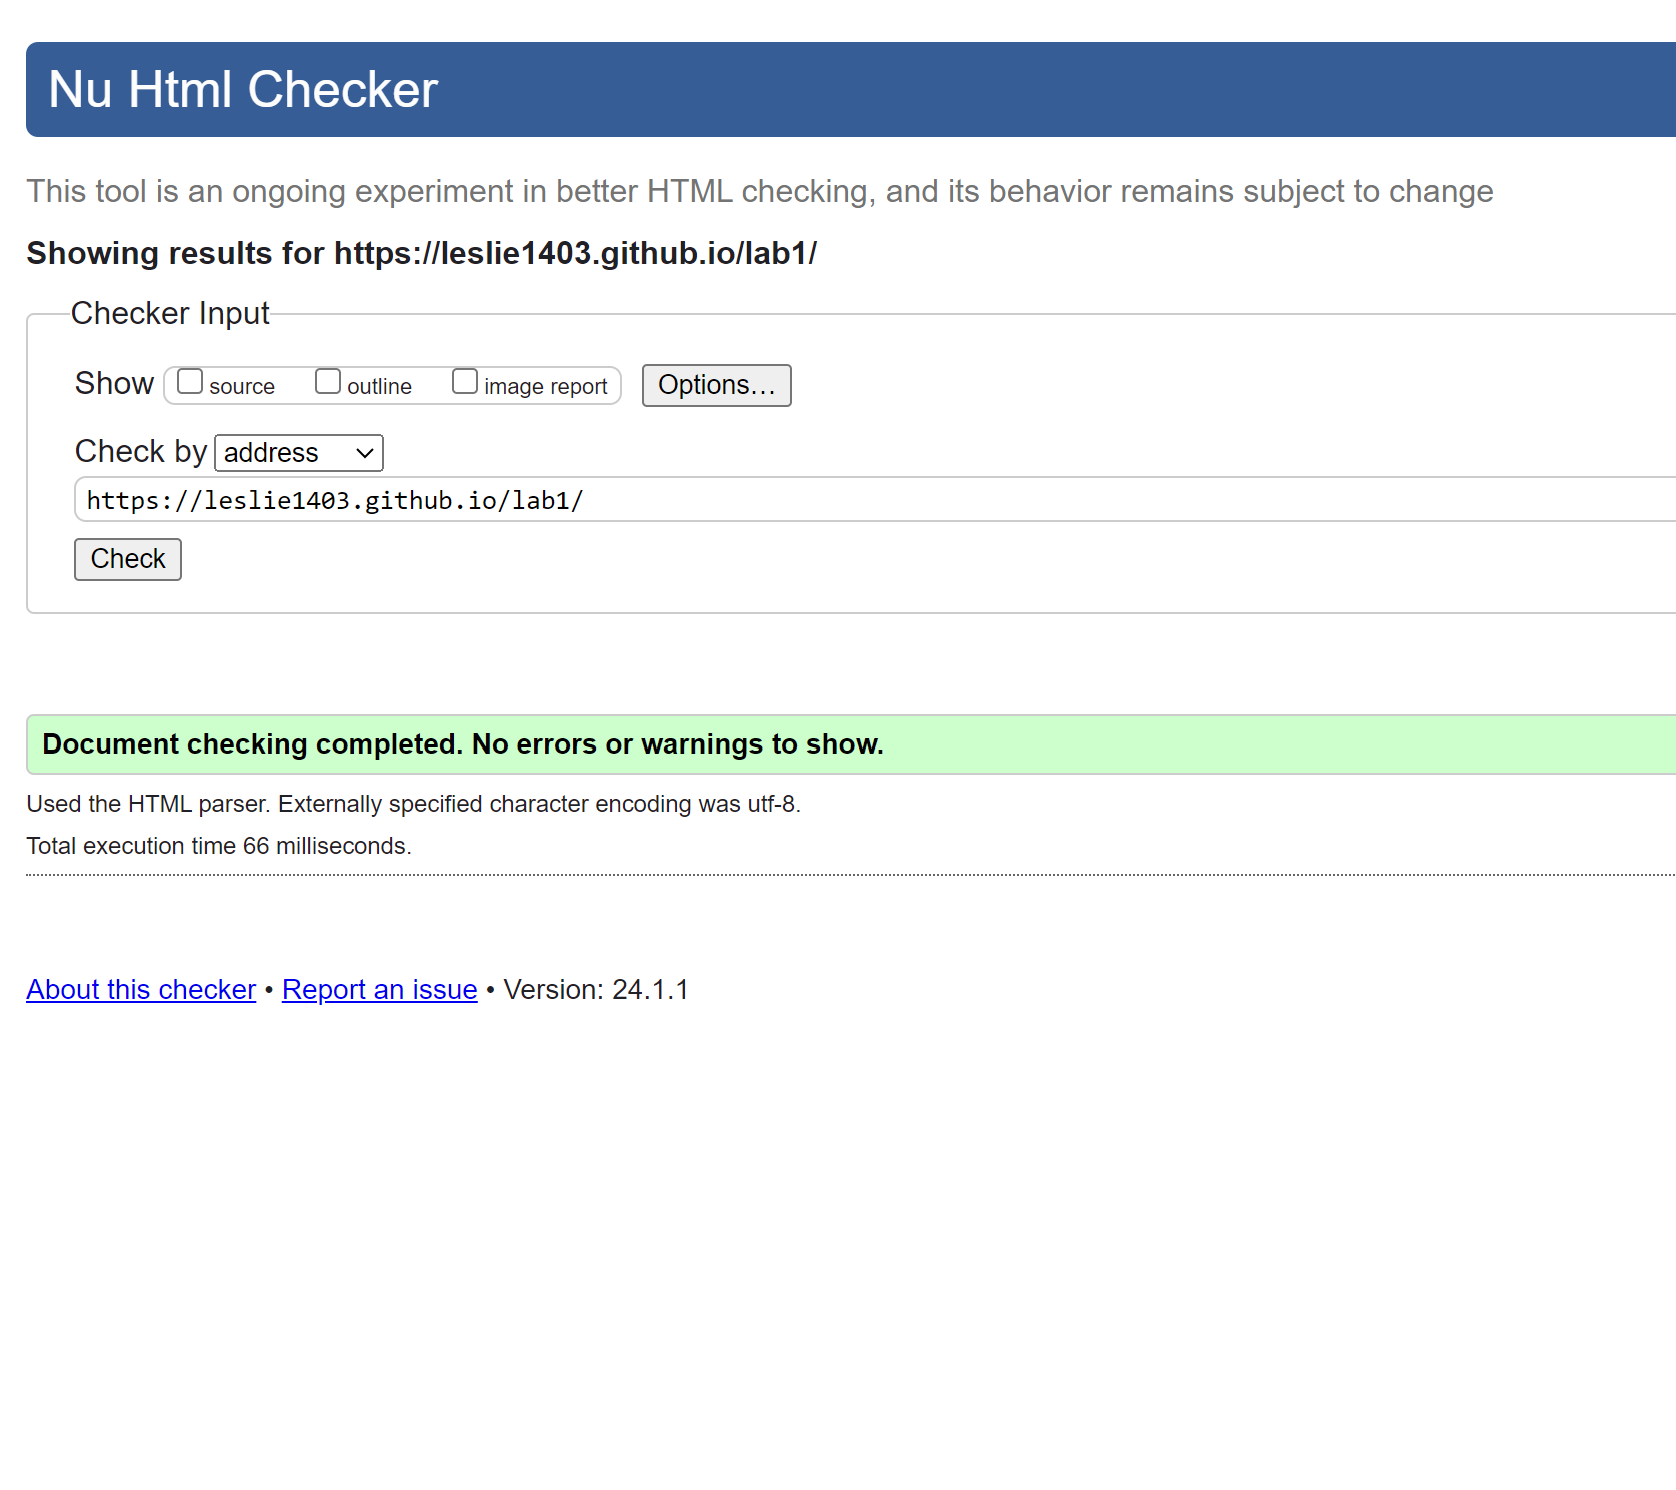 Nu Html Checker
This tool is an ongoing experiment in better HTML checking, and its behavior remains subject to change
Showing results for https://leslie1403.github.io/lab1/
Checker Input
Show source outline image report Options...
Check by address
https://leslie1403.github.io/lab1/
Check
Document checking completed. No errors or warnings to show.
Used the HTML parser. Externally specified character encoding was utf-8.
Total execution time 66 milliseconds.
About this checker • Report an issue • Version: 24.1.1